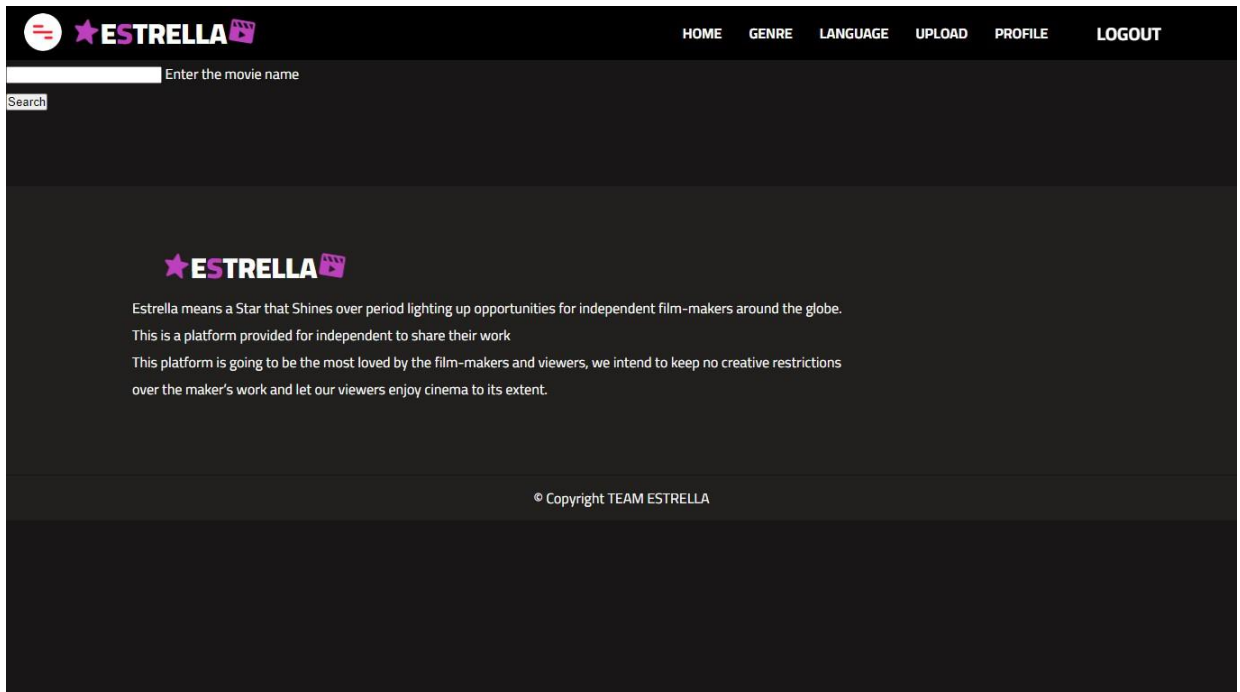 ESTRELLA HOME GENRE LANGUAGE UPLOAD PROFILE LOGOUT
Enter the movie name
Search
ESTRELLA
Estrella means a Star that Shines over period lighting up opportunities for independent film-makers around the globe.
This is a platform provided for independent to share their work
This platform is going to be the most loved by the film-makers and viewers, we intend to keep no creative restrictions
over the maker’s work and let our viewers enjoy cinema to its extent.
© Copyright TEAM ESTRELLA